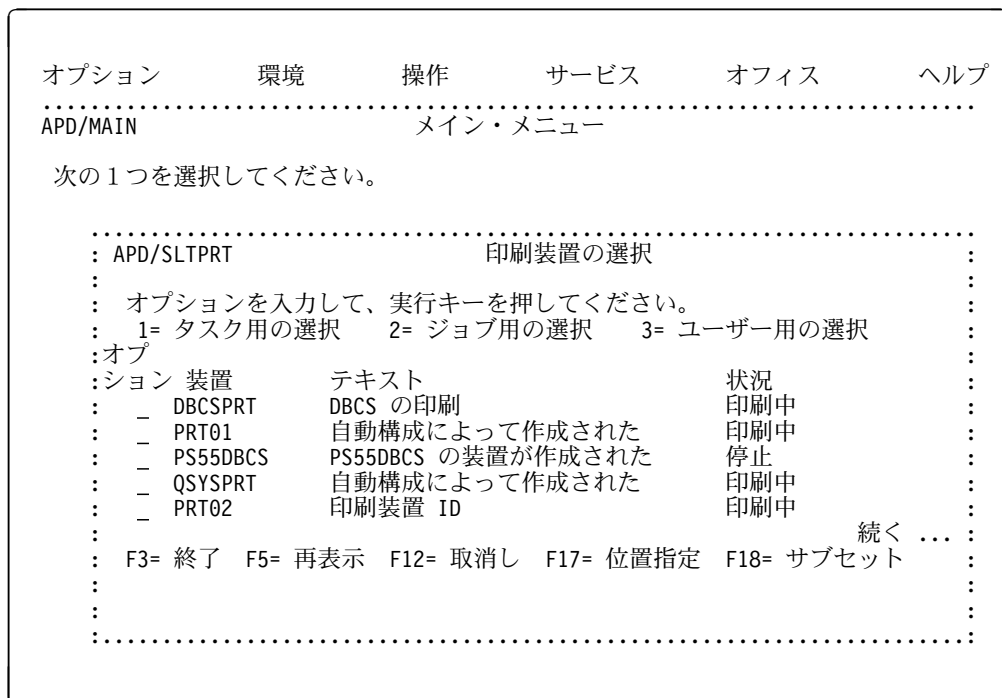 オプション 環境 操作 サービス オフィス ヘルプ
..............................................................................
APD/MAIN メイン・メニュー
次の１つを選択してください。
..........................................................................
: APD/SLTPRT 印刷装置の選択 :
: :
: オプションを入力して、実行キーを押してください。 :
: 1= タスク用の選択 2= ジョブ用の選択 3= ユーザー用の選択 :
:オプ :
:ション 装置 テキスト 状況 :
: _ DBCSPRT DBCS の印刷 印刷中 :
: _ PRT01 自動構成によって作成された 印刷中 :
: _ PS55DBCS PS55DBCS の装置が作成された 停止 :
: _ QSYSPRT 自動構成によって作成された 印刷中 :
: _ PRT02 印刷装置 ID 印刷中 :
: 続く ... :
: F3= 終了 F5= 再表示 F12= 取消し F17= 位置指定 F18= サブセット :
: :
: :
:........................................................................: